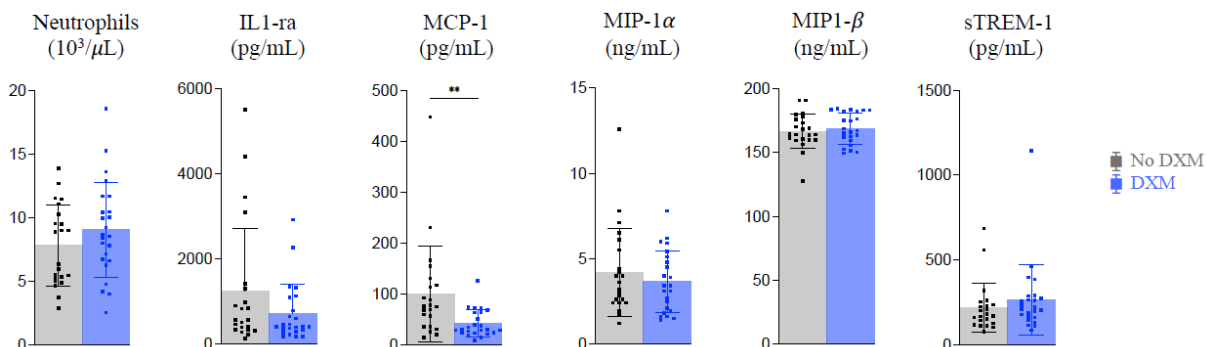 Neutrophils
(10³/μL)
IL1-ra
(pg/mL)
MCP-1
(pg/mL)
MIP-1α
(ng/mL)
MIP1-β
(ng/mL)
sTREM-1
(pg/mL)
20
15
10
5
0
6000
4000
2000
0
500
400
300
200
100
0
**
15
10
5
0
200
150
100
50
0
1500
1000
500
0
No DXM
DXM